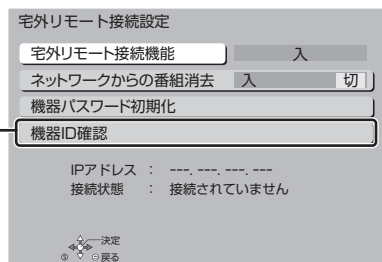 宅外リモート接続設定
宅外リモート接続機能 入
ネットワークからの番組消去 入 切
機器パスワード初期化
機器ID確認
IPアドレス : ---. ---. ---. ---
接続状態 : 接続されていません
決定
戻る